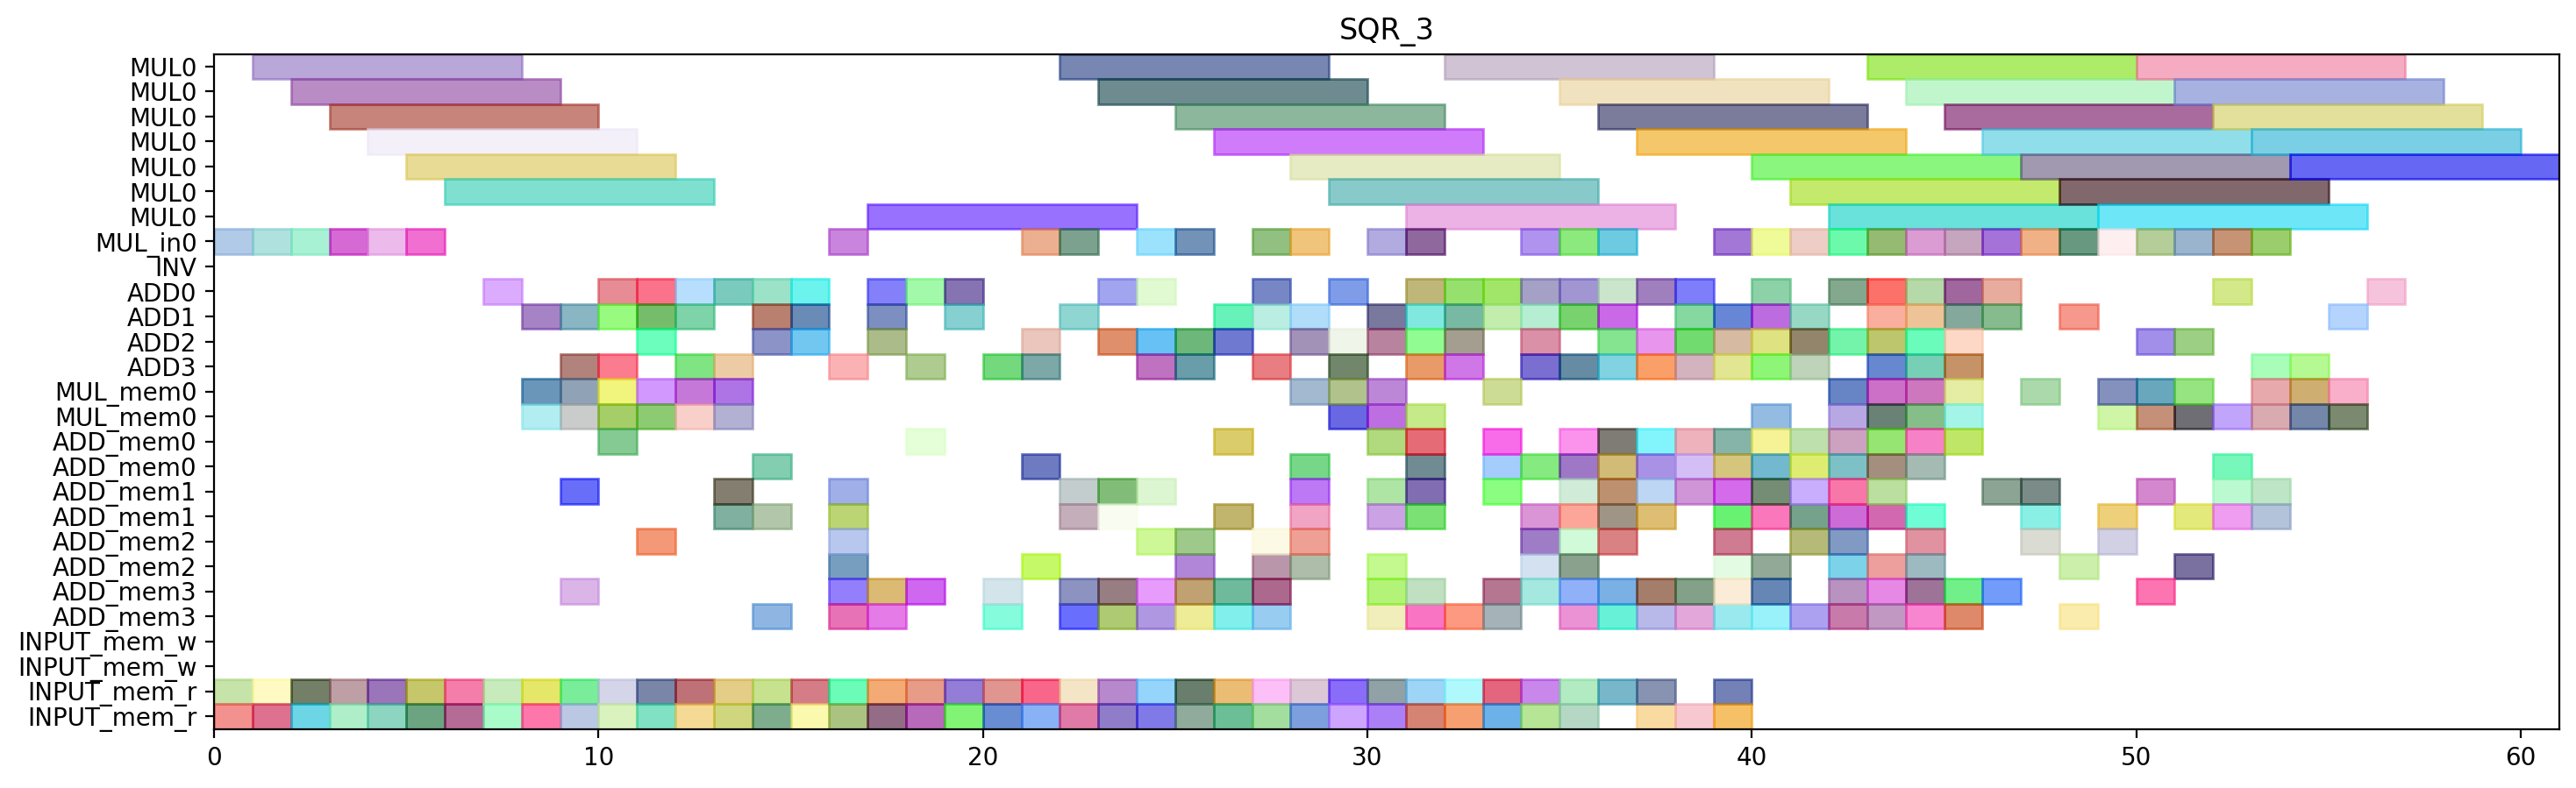 SQR_3
MUL0
MUL0
MUL0
MUL0
MUL0
MUL0
MUL0
MUL_in0
INV
ADD0
ADD1
ADD2
ADD3
MUL_mem0
MUL_mem0
ADD_mem0
ADD_mem0
ADD_mem1
ADD_mem1
ADD_mem2
ADD_mem2
ADD_mem3
ADD_mem3
INPUT_mem_w
INPUT_mem_w
INPUT_mem_r
INPUT_mem_r
0 10 20 30 40 50 60